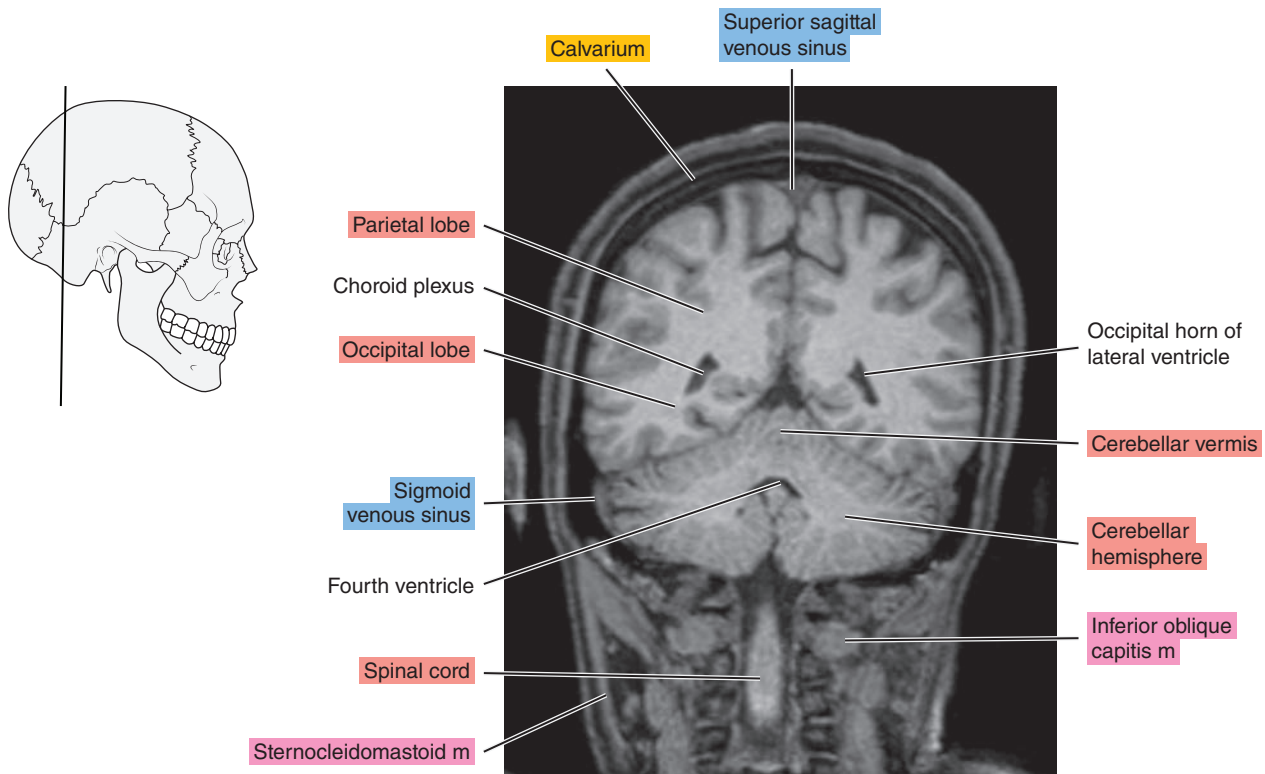 Superior sagittal
venous sinus
Calvarium
Parietal lobe
Choroid plexus
Occipital lobe
Sigmoid
venous sinus
Fourth ventricle
Spinal cord
Sternocleidomastoid m
Occipital horn of
lateral ventricle
Cerebellar vermis
Cerebellar
hemisphere
Inferior oblique
capitis m